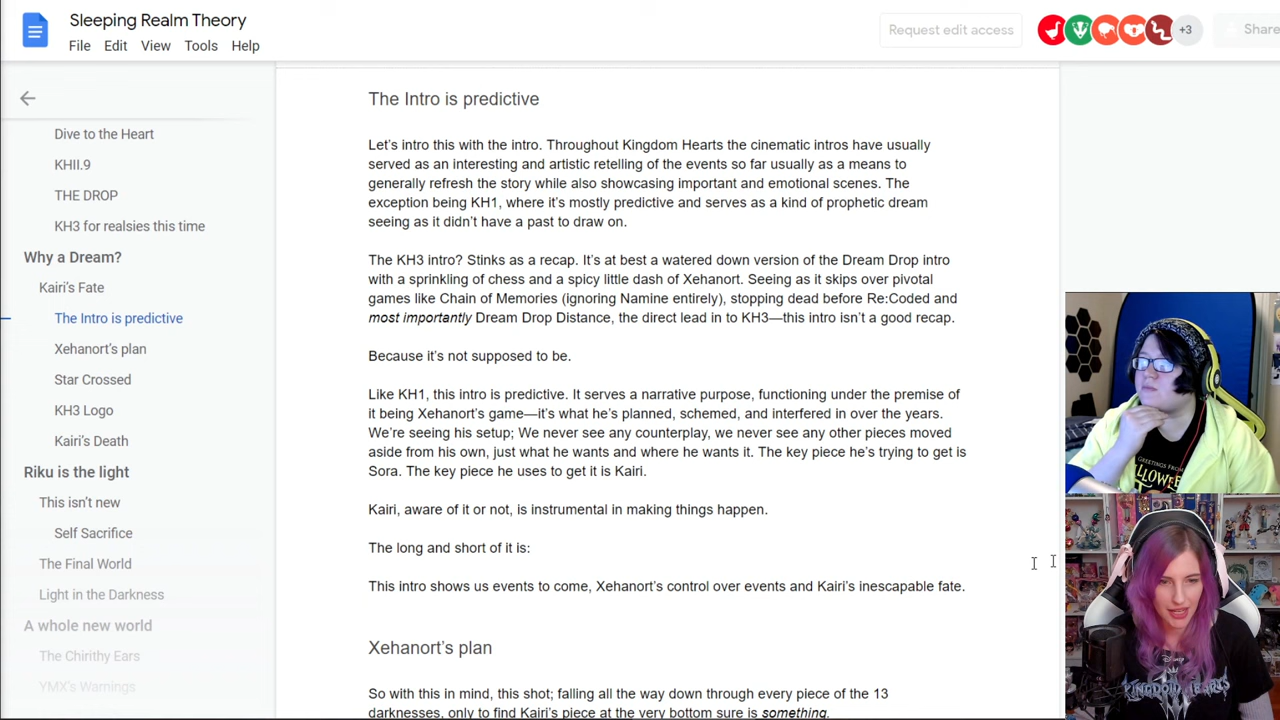 Sleeping Realm Theory
File Edit View Tools Help
Request edit access
+3
Share
Dive to the Heart
KHII.9
THE DROP
KH3 for realsies this time
Why a Dream?
Kairi's Fate
The Intro is predictive
Xehanort's plan
Star Crossed
KH3 Logo
Kairi's Death
Riku is the light
This isn't new
Self Sacrifice
The Final World
Light in the Darkness
A whole new world
The Chirithy Ears
YMX's Warnings
The Intro is predictive
Let's intro this with the intro. Throughout Kingdom Hearts the cinematic intros have usually
served as an interesting and artistic retelling of the events so far usually as a means to
generally refresh the story while also showcasing important and emotional scenes. The
exception being KH1, where it's mostly predictive and serves as a kind of prophetic dream
seeing as it didn't have a past to draw on.
The KH3 intro? Stinks as a recap. It's at best a watered down version of the Dream Drop intro
with a sprinkling of chess and a spicy little dash of Xehanort. Seeing as it skips over pivotal
games like Chain of Memories (ignoring Namine entirely), stopping dead before Re:Coded and
most importantly Dream Drop Distance, the direct lead in to KH3—this intro isn't a good recap.
Because it's not supposed to be.
Like KH1, this intro is predictive. It serves a narrative purpose, functioning under the premise of
it being Xehanort's game—it's what he's planned, schemed, and interfered in over the years.
We're seeing his setup; We never see any counterplay, we never see any other pieces moved
aside from his own, just what he wants and where he wants it. The key piece he's trying to get is
Sora. The key piece he uses to get it is Kairi.
Kairi, aware of it or not, is instrumental in making things happen.
The long and short of it is:
This intro shows us events to come, Xehanort's control over events and Kairi's inescapable fate.
Xehanort's plan
So with this in mind, this shot; falling all the way down through every piece of the 13
darknesses, only to find Kairi's piece at the very bottom sure is something.
GREETINGS FROM
HALLOWE
Disney
KINGDOM HEARTS